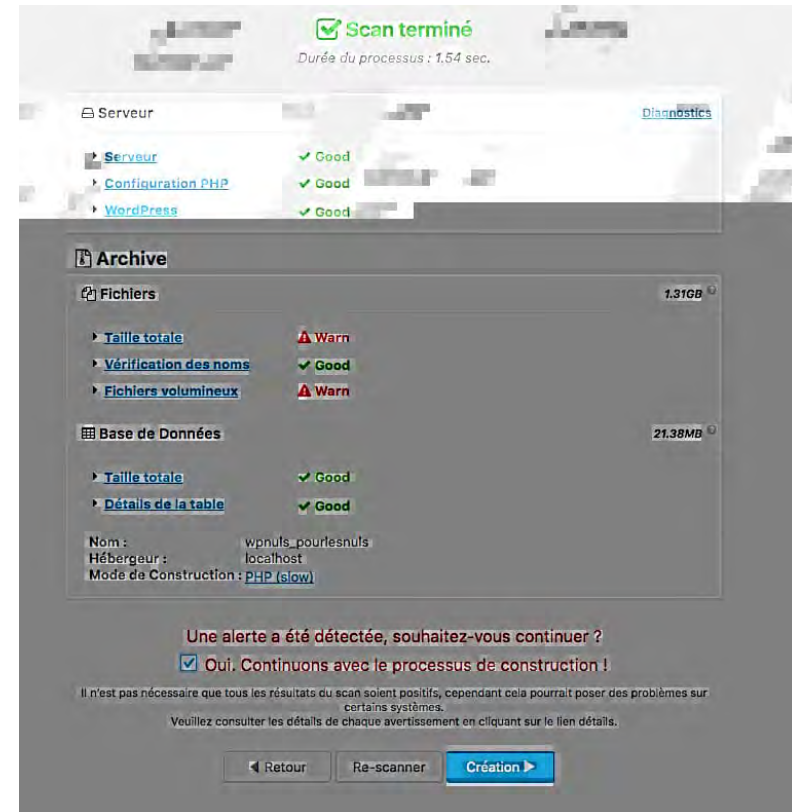 Scan terminé
Durée du processus : 1.54 sec.
Serveur Diagnostics
Serveur Good
Configuration PHP Good
WordPress Good
Archive
Fichiers 1.31GB
Taille totale Warn
Vérification des noms Good
Fichiers volumineux Warn
Base de Données 21.38MB
Taille totale Good
Détails de la table Good
Nom : wpnuls_pourlesnuls
Hébergeur : localhost
Mode de Construction : PHP (slow)
Une alerte a été détectée, souhaitez-vous continuer ?
Oui. Continuons avec le processus de construction !
Il n'est pas nécessaire que tous les résultats du scan soient positifs, cependant cela pourrait poser des problèmes sur
certains systèmes.
Veuillez consulter les détails de chaque avertissement en cliquant sur le lien détails.
Retour Re-scanner Création